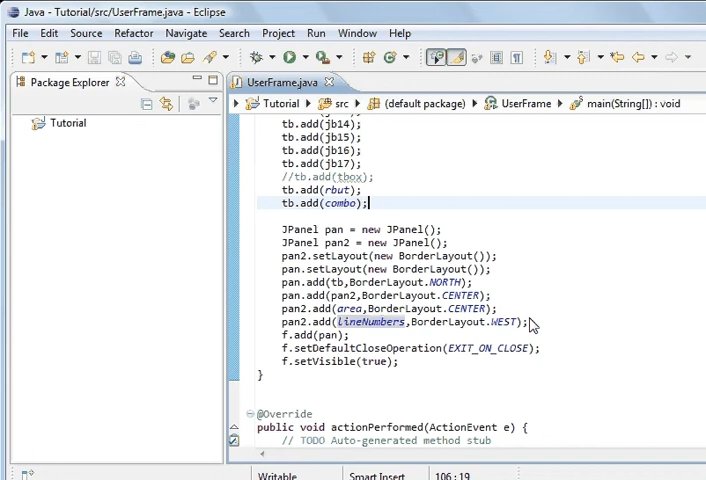 Java - Tutorial/src/UserFrame.java - Eclipse
File Edit Source Refactor Navigate Search Project Run Window Help
Package Explorer
UserFrame.java
Tutorial src (default package) UserFrame main(String[]) : void
Tutorial
tb.add(jb14);
tb.add(jb15);
tb.add(jb16);
tb.add(jb17);
//tb.add(tbox);
tb.add(rbut);
tb.add(combo);
JPanel pan = new JPanel();
JPanel pan2 = new JPanel();
pan2.setLayout(new BorderLayout());
pan.setLayout(new BorderLayout());
pan.add(tb,BorderLayout.NORTH);
pan.add(pan2,BorderLayout.CENTER);
pan2.add(area,BorderLayout.CENTER);
pan2.add(lineNumbers,BorderLayout.WEST);
f.add(pan);
f.setDefaultCloseOperation(EXIT_ON_CLOSE);
f.setVisible(true);
}
@Override
public void actionPerformed(ActionEvent e) {
// TODO Auto-generated method stub
Writable Smart Insert 106 : 19